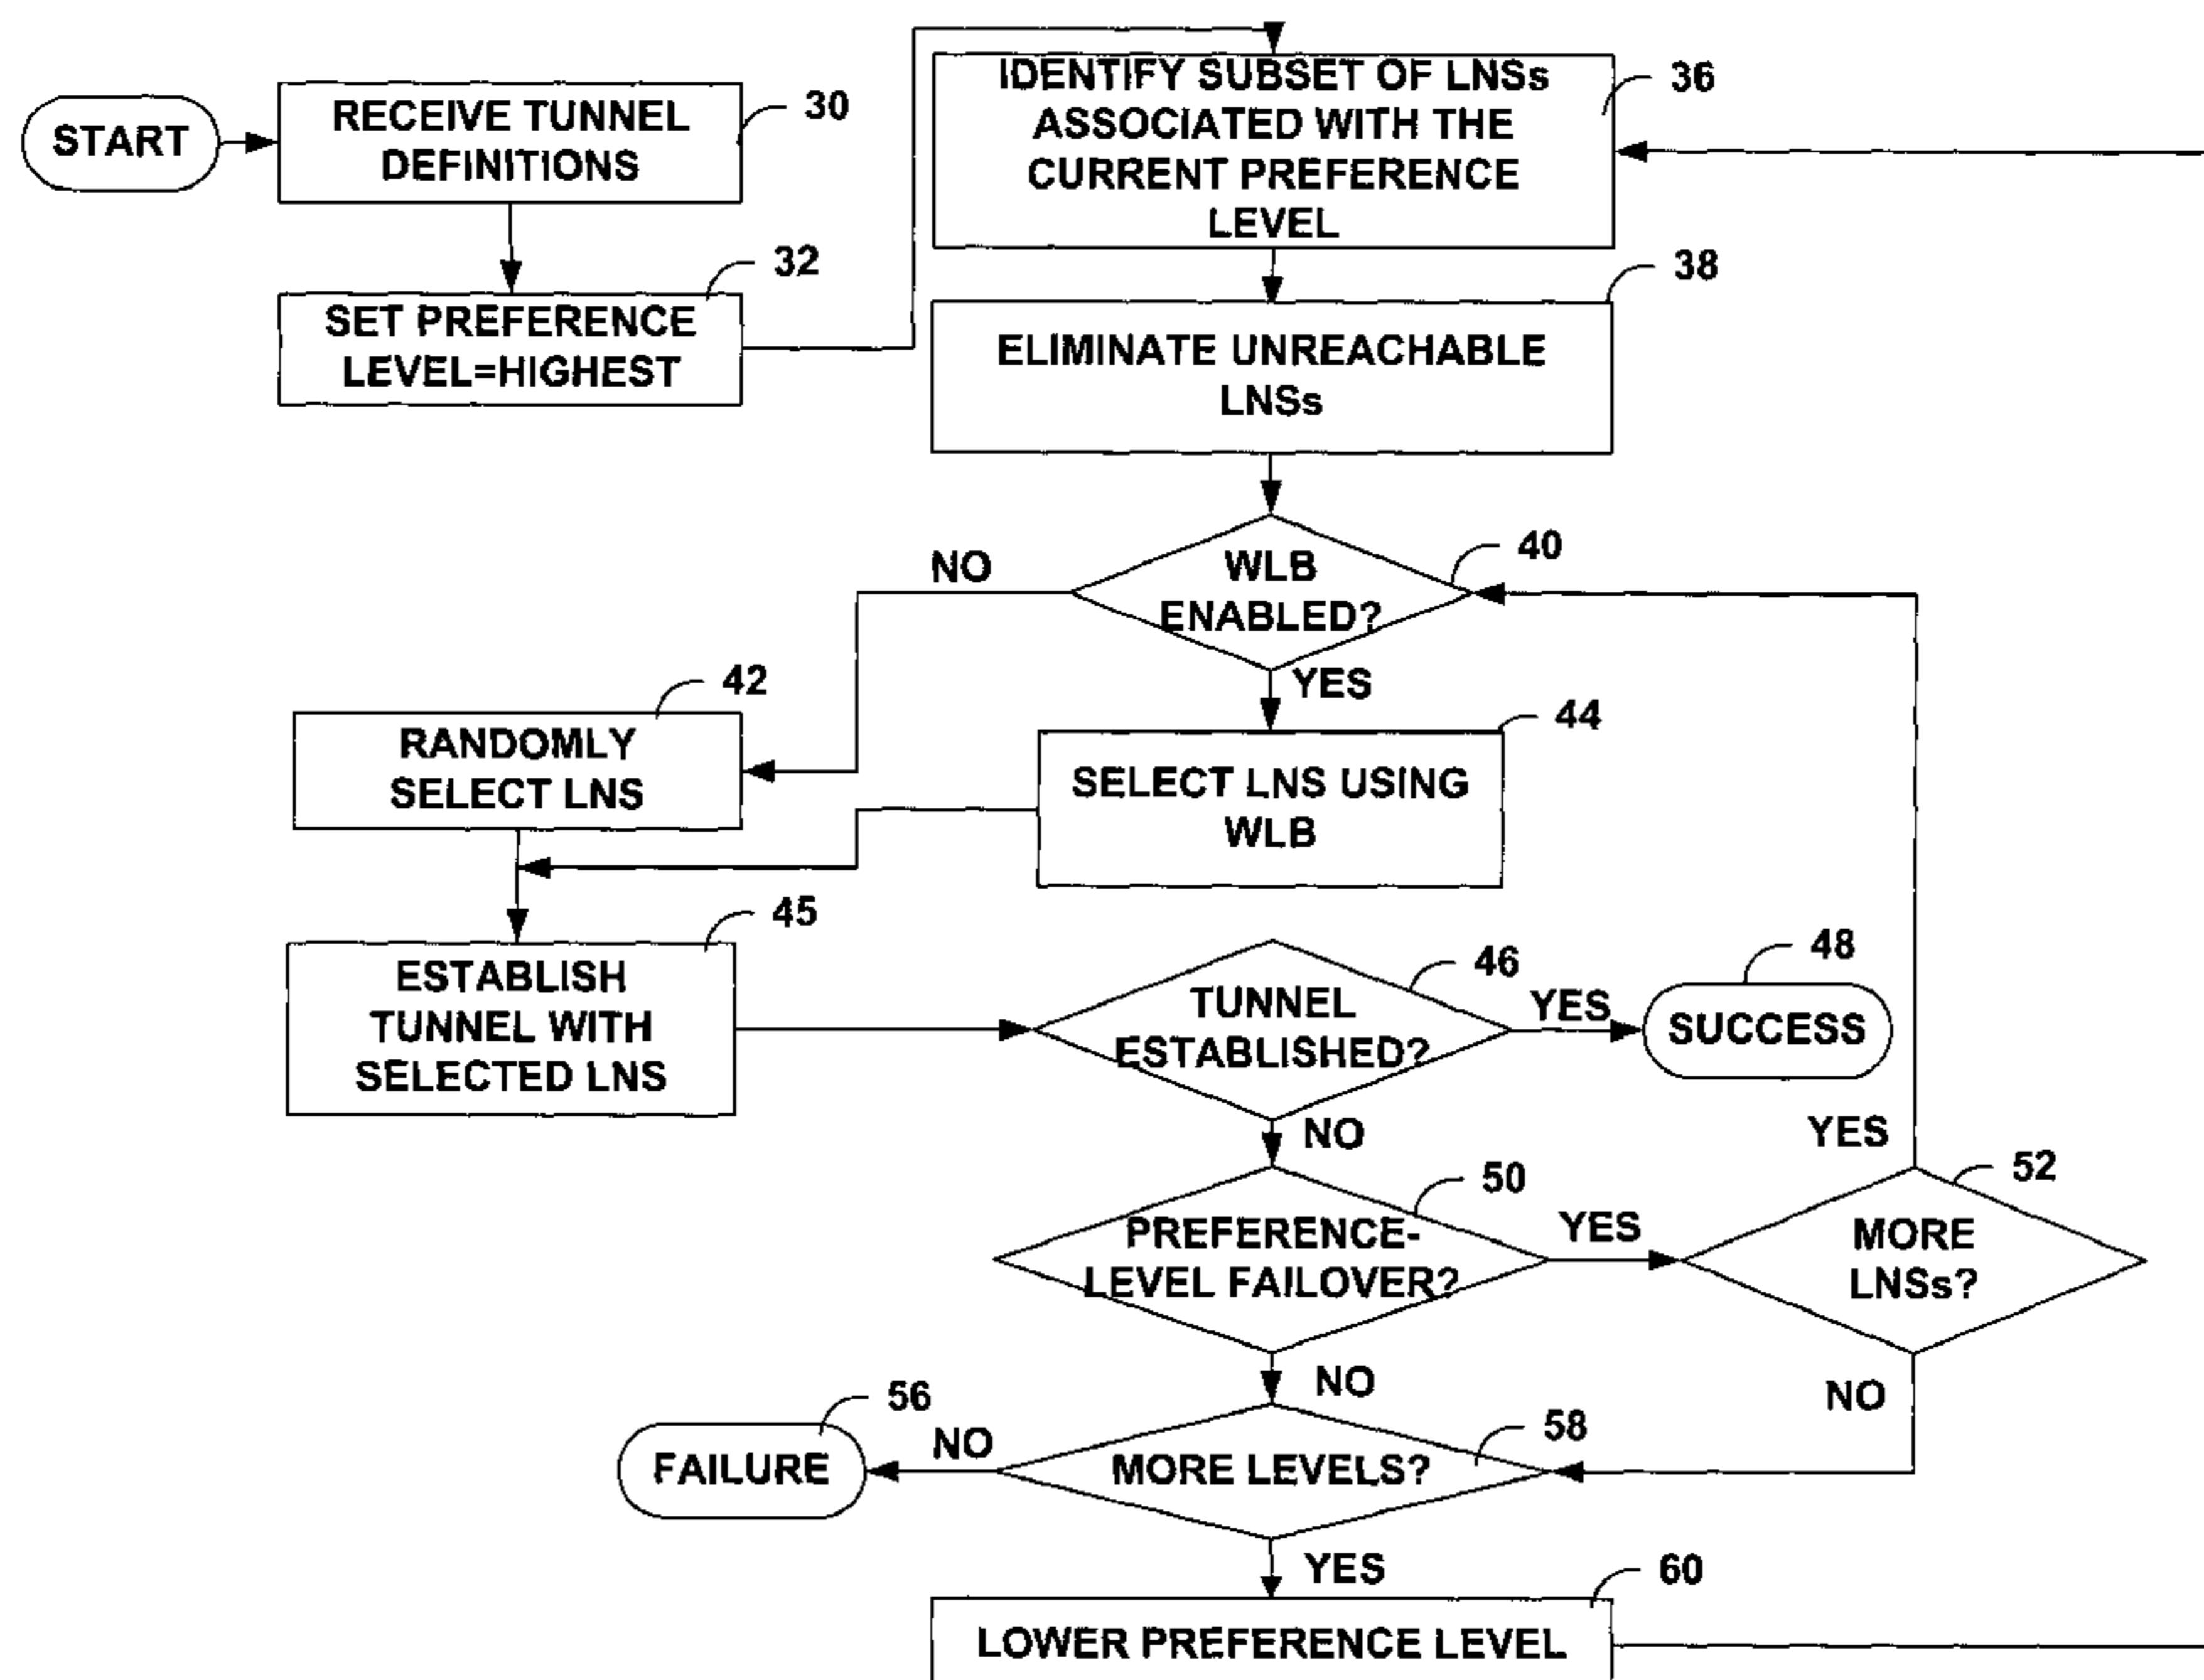 START
RECEIVE TUNNEL
DEFINITIONS
30
SET PREFERENCE
LEVEL=HIGHEST
32
IDENTIFY SUBSET OF LNSs
ASSOCIATED WITH THE
CURRENT PREFERENCE
LEVEL
36
ELIMINATE UNREACHABLE
LNSs
38
WLB
ENABLED?
40
NO
YES
RANDOMLY
SELECT LNS
42
SELECT LNS USING
WLB
44
ESTABLISH
TUNNEL WITH
SELECTED LNS
45
TUNNEL
ESTABLISHED?
46
YES
SUCCESS
48
NO
PREFERENCE-
LEVEL FAILOVER?
50
YES
MORE
LNSs?
52
YES
NO
NO
MORE LEVELS?
58
NO
FAILURE
56
YES
LOWER PREFERENCE LEVEL
60